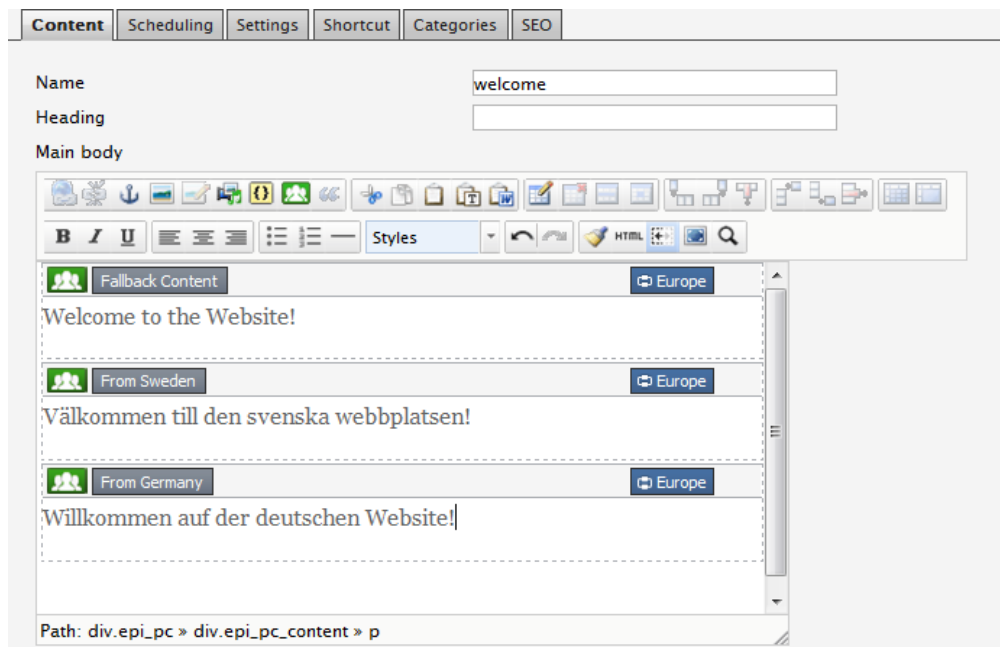 Content Scheduling Settings Shortcut Categories SEO
Name welcome
Heading
Main body
B I U Styles HTML
Fallback Content Europe
Welcome to the Website!
From Sweden Europe
Välkommen till den svenska webbplatsen!
From Germany Europe
Willkommen auf der deutschen Website!
Path: div.epi_pc » div.epi_pc_content » p